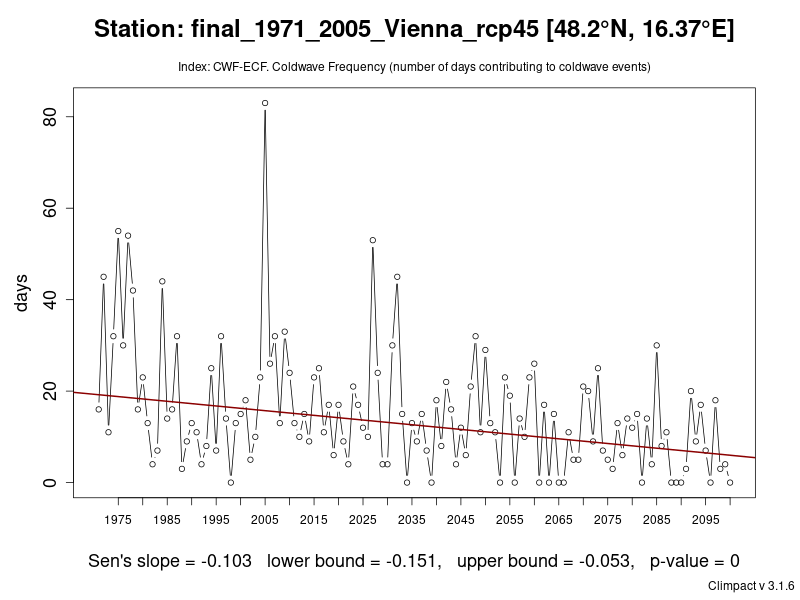 Station: final_1971_2005_Vienna_rcp45 [48.2°N, 16.37°E]
Index: CWF-ECF. Coldwave Frequency (number of days contributing to coldwave events)
80
60
40
20
0
days
1975 1985 1995 2005 2015 2025 2035 2045 2055 2065 2075 2085 2095
Sen's slope = -0.103 lower bound = -0.151, upper bound = -0.053, p-value = 0
Climpact v 3.1.6